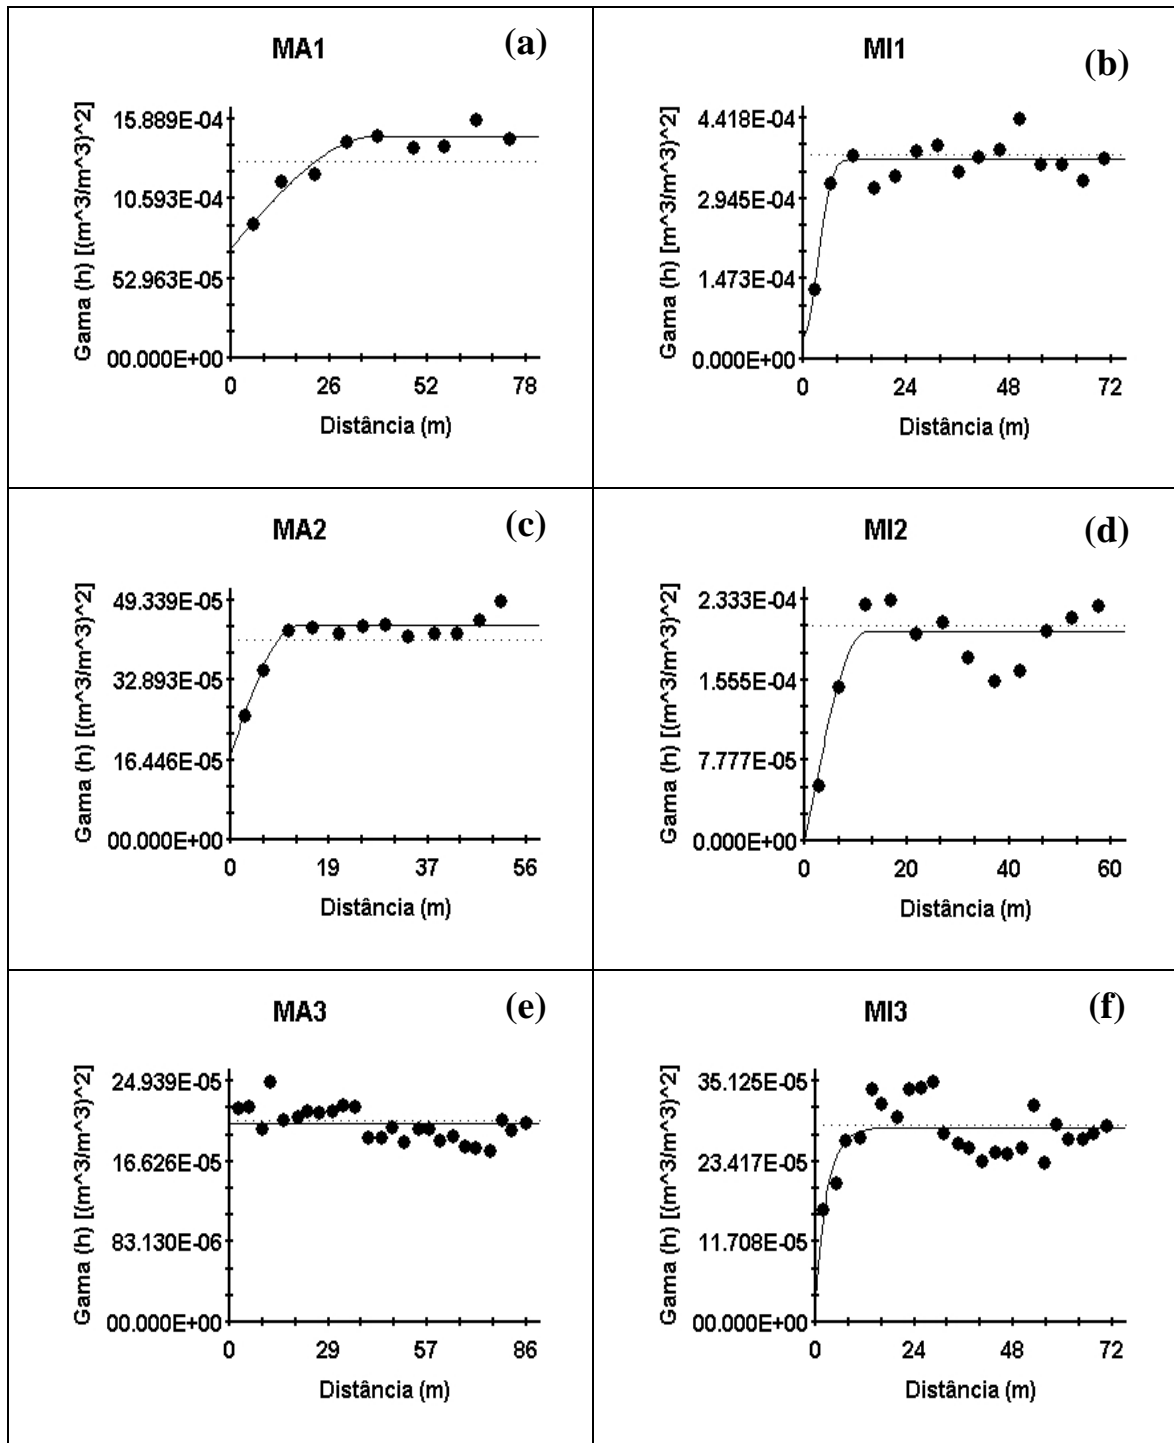 MA1
(a)
Gama (h) [(m^3/m^3)^2]
15.889E-04
10.593E-04
52.963E-05
00.000E+00
0 26 52 78
Distância (m)
MI1
(b)
Gama (h) [m^3/m^3)^2]
4.418E-04
2.945E-04
1.473E-04
0.000E+00
0 24 48 72
Distância (m)
MA2
(c)
Gama (h) [(m^3/m^3)^2]
49.339E-05
32.893E-05
16.446E-05
00.000E+00
0 19 37 56
Distância (m)
MI2
(d)
Gama (h) [(m^3/m^3)^2]
2.333E-04
1.555E-04
7.777E-05
0.000E+00
0 20 40 60
Distância (m)
MA3
(e)
Gama (h) [(m^3/m^3)^2]
24.939E-05
16.626E-05
83.130E-06
00.000E+00
0 29 57 86
Distância (m)
MI3
(f)
Gama (h) [(m^3/m^3)^2]
35.125E-05
23.417E-05
11.708E-05
00.000E+00
0 24 48 72
Distância (m)